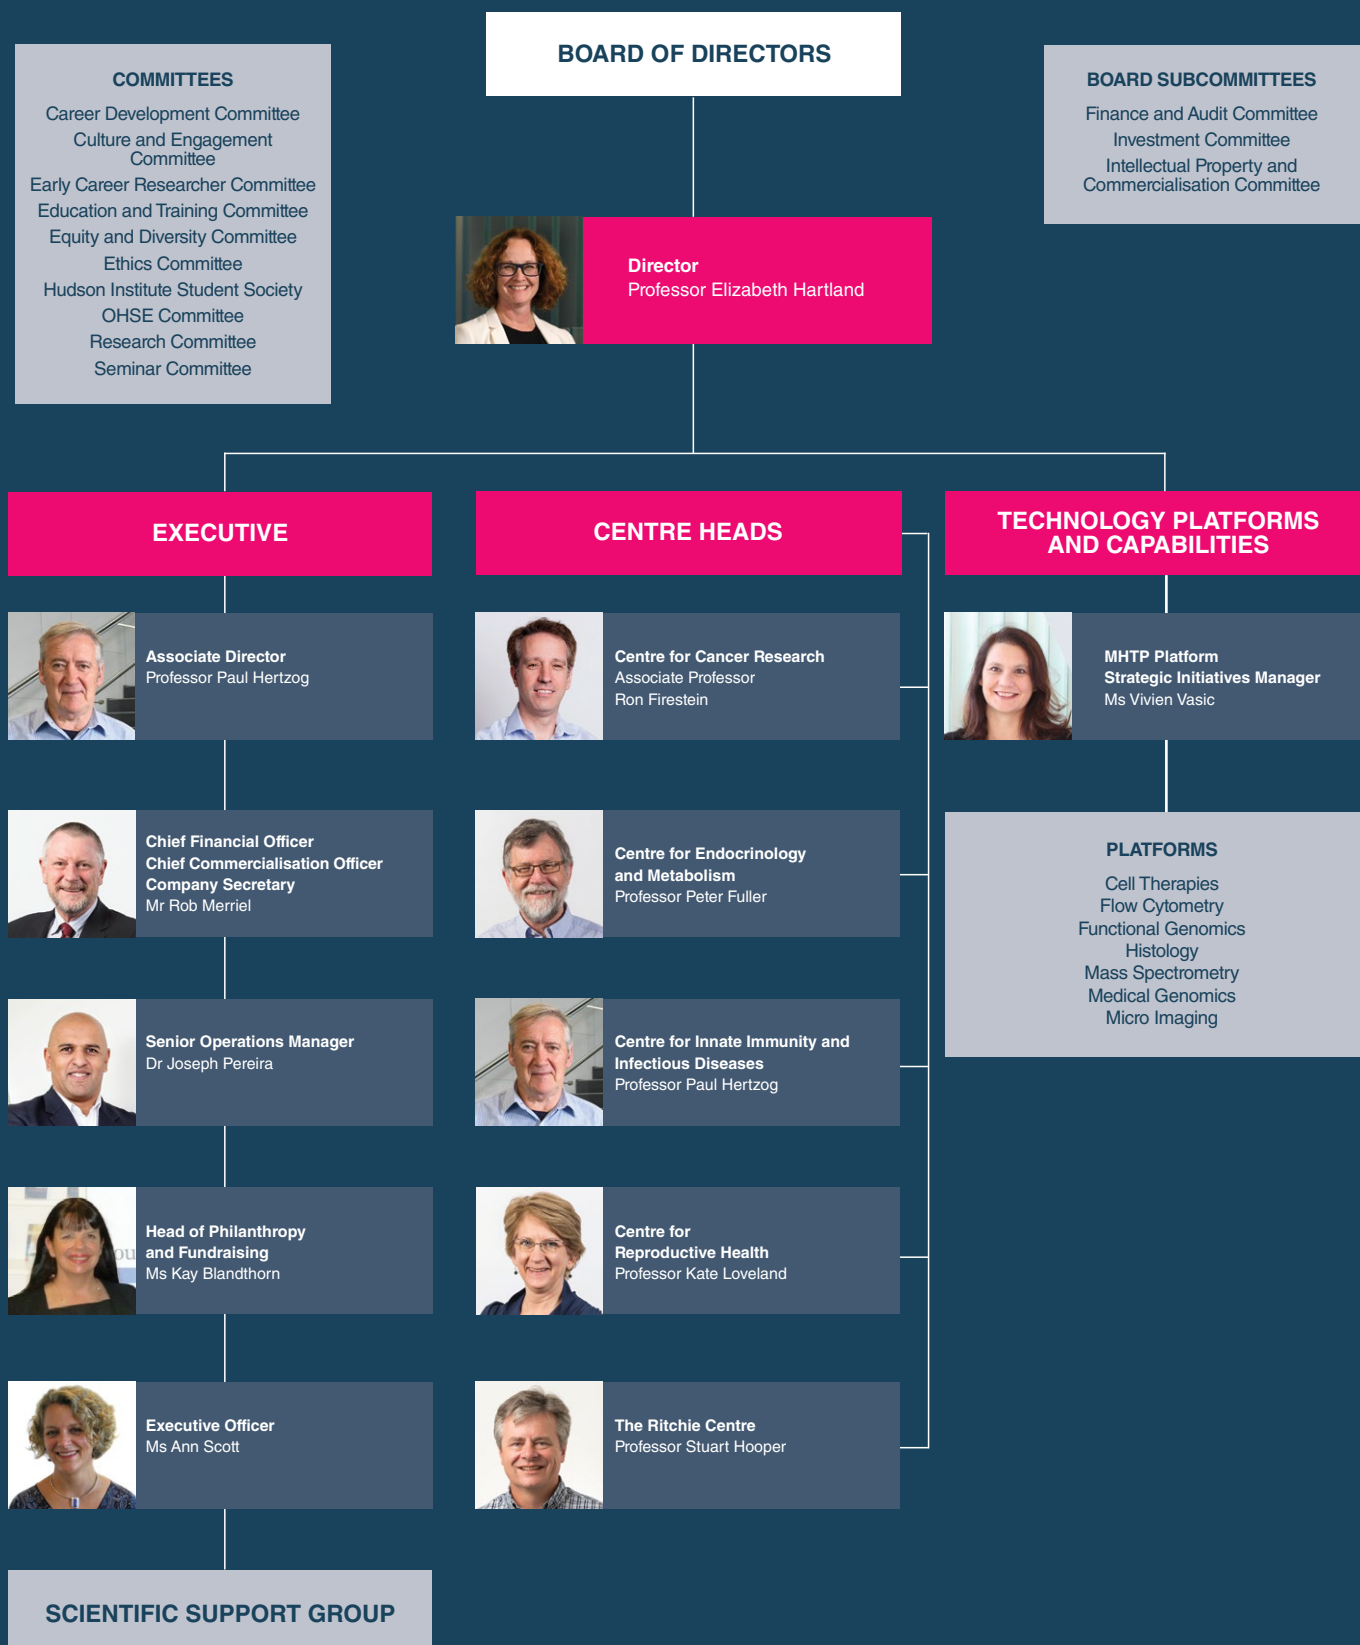 BOARD OF DIRECTORS
COMMITTEES
Career Development Committee
Culture and Engagement
Committee
Early Career Researcher Committee
Education and Training Committee
Equity and Diversity Committee
Ethics Committee
Hudson Institute Student Society
OHSE Committee
Research Committee
Seminar Committee
BOARD SUBCOMMITTEES
Finance and Audit Committee
Investment Committee
Intellectual Property and
Commercialisation Committee
Director
Professor Elizabeth Hartland
EXECUTIVE
Associate Director
Professor Paul Hertzog
Chief Financial Officer
Chief Commercialisation Officer
Company Secretary
Mr Rob Merriel
Senior Operations Manager
Dr Joseph Pereira
Head of Philanthropy
and Fundraising
Ms Kay Blandthorn
Executive Officer
Ms Ann Scott
SCIENTIFIC SUPPORT GROUP
CENTRE HEADS
Centre for Cancer Research
Associate Professor
Ron Firestein
Centre for Endocrinology
and Metabolism
Professor Peter Fuller
Centre for Innate Immunity and
Infectious Diseases
Professor Paul Hertzog
Centre for
Reproductive Health
Professor Kate Loveland
The Ritchie Centre
Professor Stuart Hooper
TECHNOLOGY PLATFORMS
AND CAPABILITIES
MHTP Platform
Strategic Initiatives Manager
Ms Vivien Vasic
PLATFORMS
Cell Therapies
Flow Cytometry
Functional Genomics
Histology
Mass Spectrometry
Medical Genomics
Micro Imaging